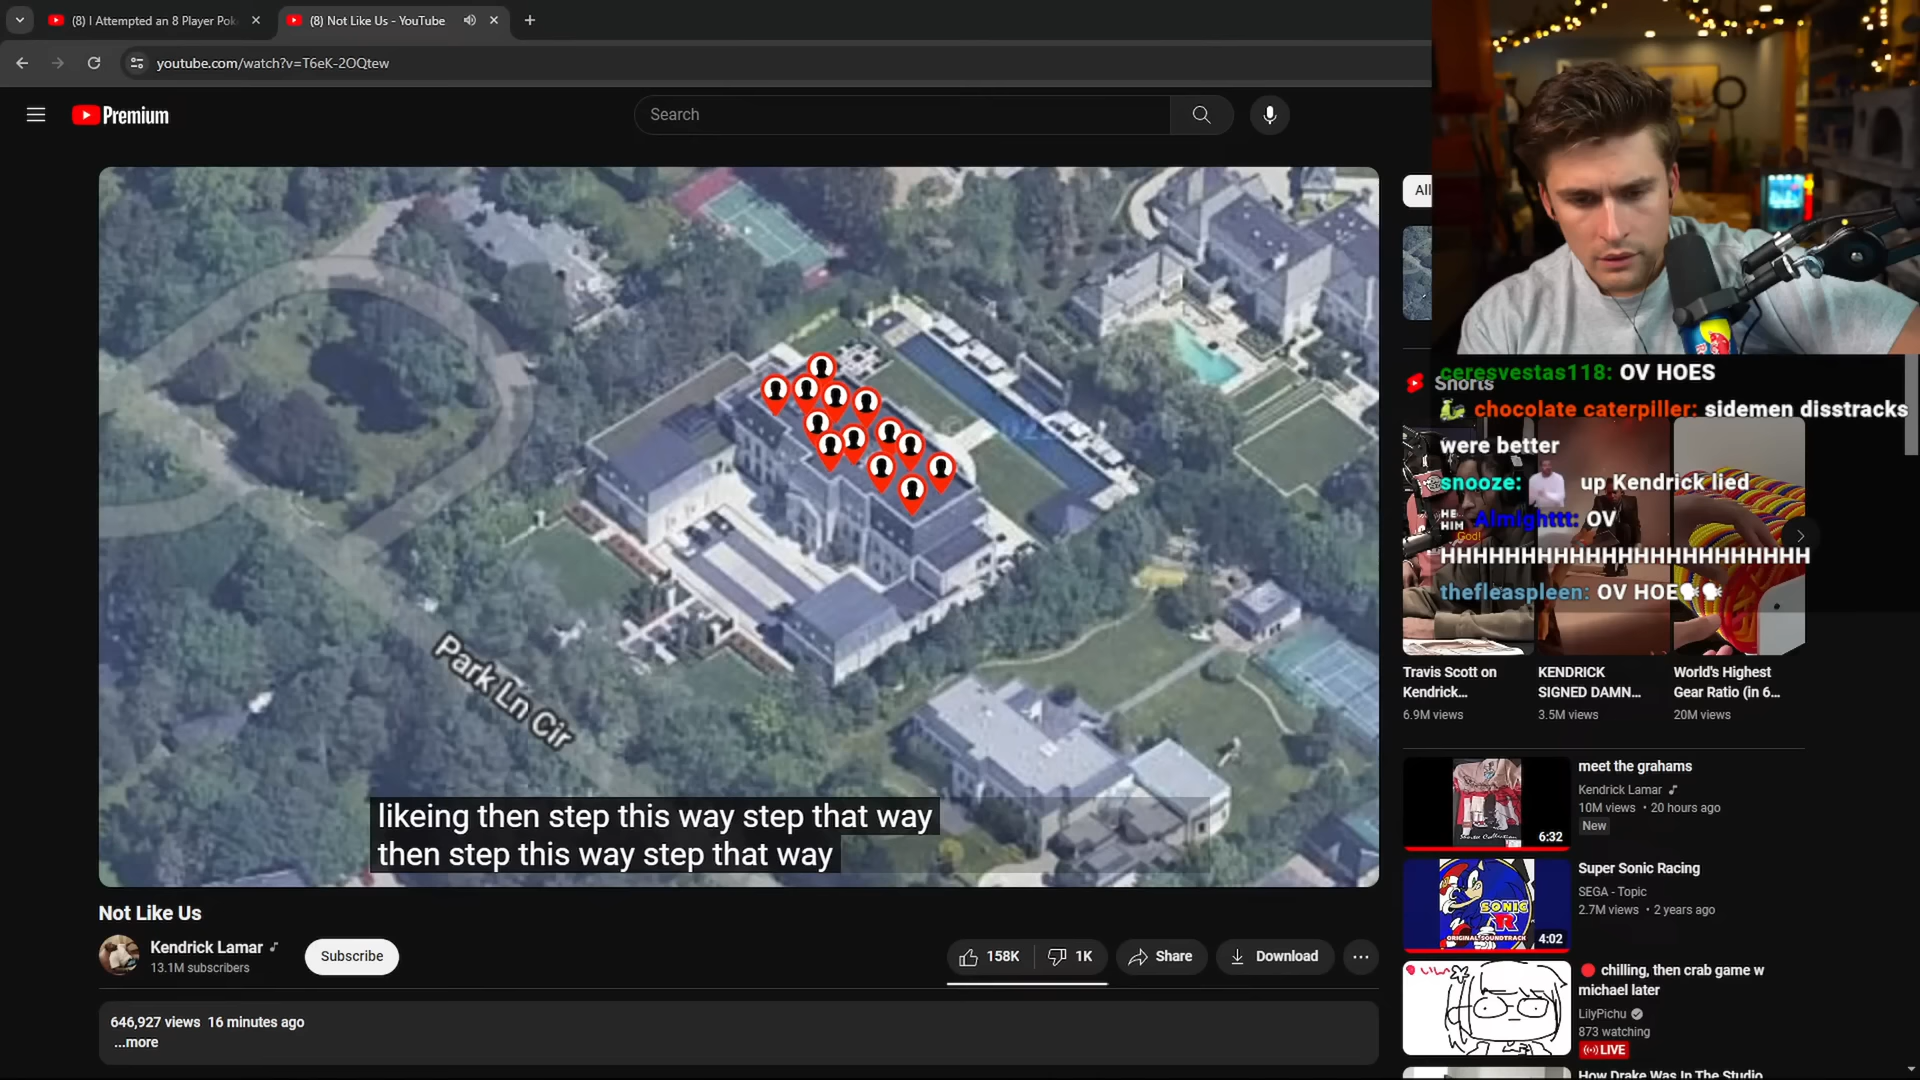 (8) I Attempted an 8 Player Pok
(8) Not Like Us - YouTube
youtube.com/watch?v=T6eK-2OQtew
Premium
Search
All
Park Ln Cir
likeing then step this way step that way
then step this way step that way
Not Like Us
Kendrick Lamar
13.1M subscribers
Subscribe
158K
1K
Share
Download
646,927 views 16 minutes ago
...more
ceresvestas118: OV HOES
Shorts
chocolate caterpiller: sidemen disstracks
were better
snooze: up Kendrick lied
HE
HIM
God!
Almighttt: OV
HHHHHHHHHHHHHHHHHHHHHHHHH
thefleaspleen: OV HOE
Travis Scott on
Kendrick...
6.9M views
KENDRICK
SIGNED DAMN...
3.5M views
World's Highest
Gear Ratio (in 6...
20M views
meet the grahams
Kendrick Lamar
10M views • 20 hours ago
New
6:32
Super Sonic Racing
SEGA - Topic
2.7M views • 2 years ago
SONIC
R
ORIGINAL SOUNDTRACK
4:02
chilling, then crab game w
michael later
LilyPichu
873 watching
LIVE
How Drake Was In The Studio